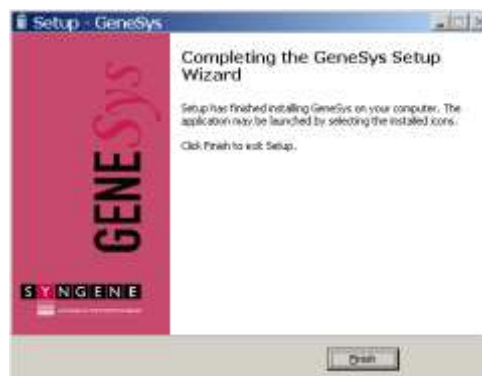 Setup - GeneSys
Completing the GeneSys Setup
Wizard
Setup has finished installing GeneSys on your computer. The
application may be launched by selecting the installed icons.
Click Finish to exit Setup.
GENESys
SYNGENE
Finish